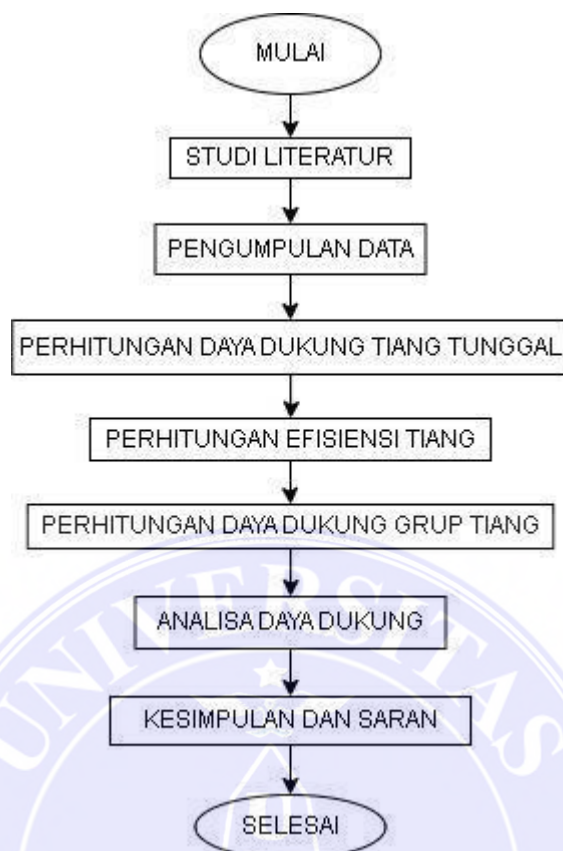 MULAI
STUDI LITERATUR
PENGUMPULAN DATA
PERHITUNGAN DAYA DUKUNG TIANG TUNGGAL
PERHITUNGAN EFISIENSI TIANG
PERHITUNGAN DAYA DUKUNG GRUP TIANG
ANALISA DAYA DUKUNG
KESIMPULAN DAN SARAN
SELESAI
UNIVERSITAS